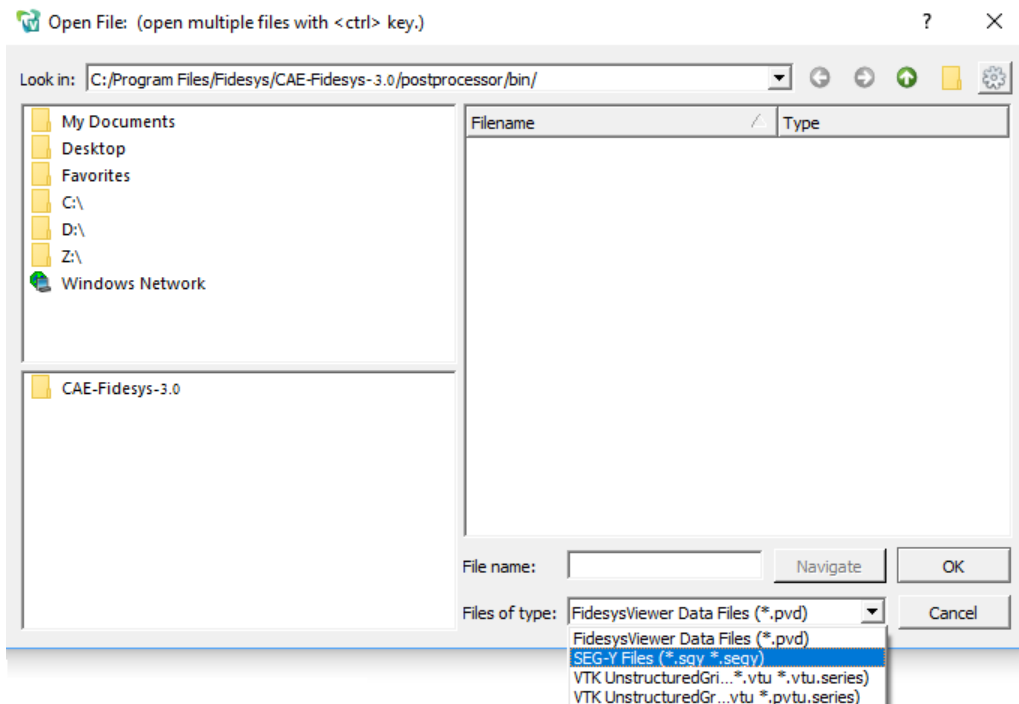 Open File: (open multiple files with <ctrl> key.)
?
Look in: C:/Program Files/Fidesys/CAE-Fidesys-3.0/postprocessor/bin/
My Documents
Desktop
Favorites
C:\
D:\
Z:\
Windows Network
CAE-Fidesys-3.0
Filename Type
File name: Navigate OK
Files of type: FidesysViewer Data Files (*.pvd) Cancel
FidesysViewer Data Files (*.pvd)
SEG-Y Files (*.sgy *.segy)
VTK UnstructuredGri...*.vtu *.vtu.series)
VTK UnstructuredGr...vtu *.pvtu.series)